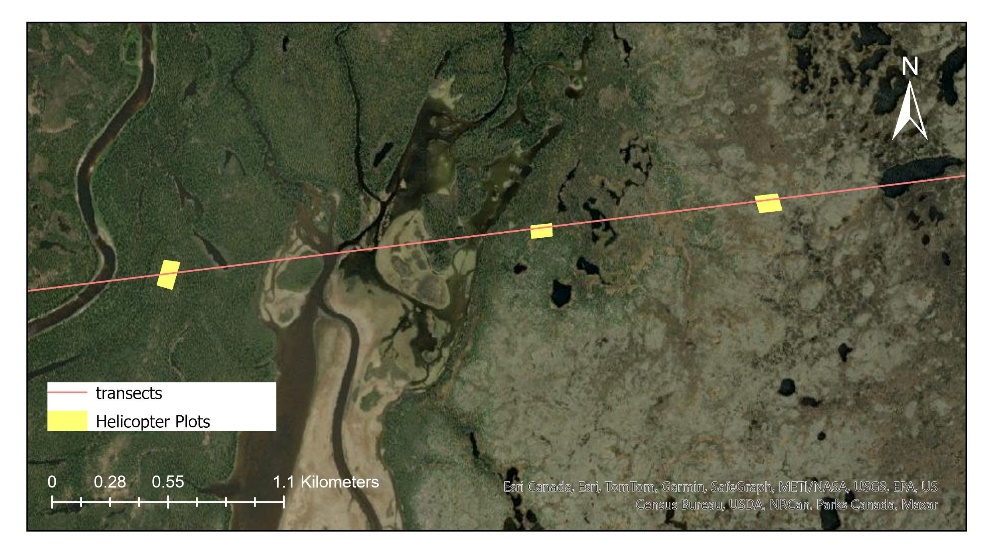 N
transects
Helicopter Plots
0 0.28 0.55 1.1 Kilometers
Esri Canada, Esri, TomTom, Garmin, SafeGraph, METI/NASA, USGS, EPA, US
Census Bureau, USDA, NRCan, Parks Canada, Maxar